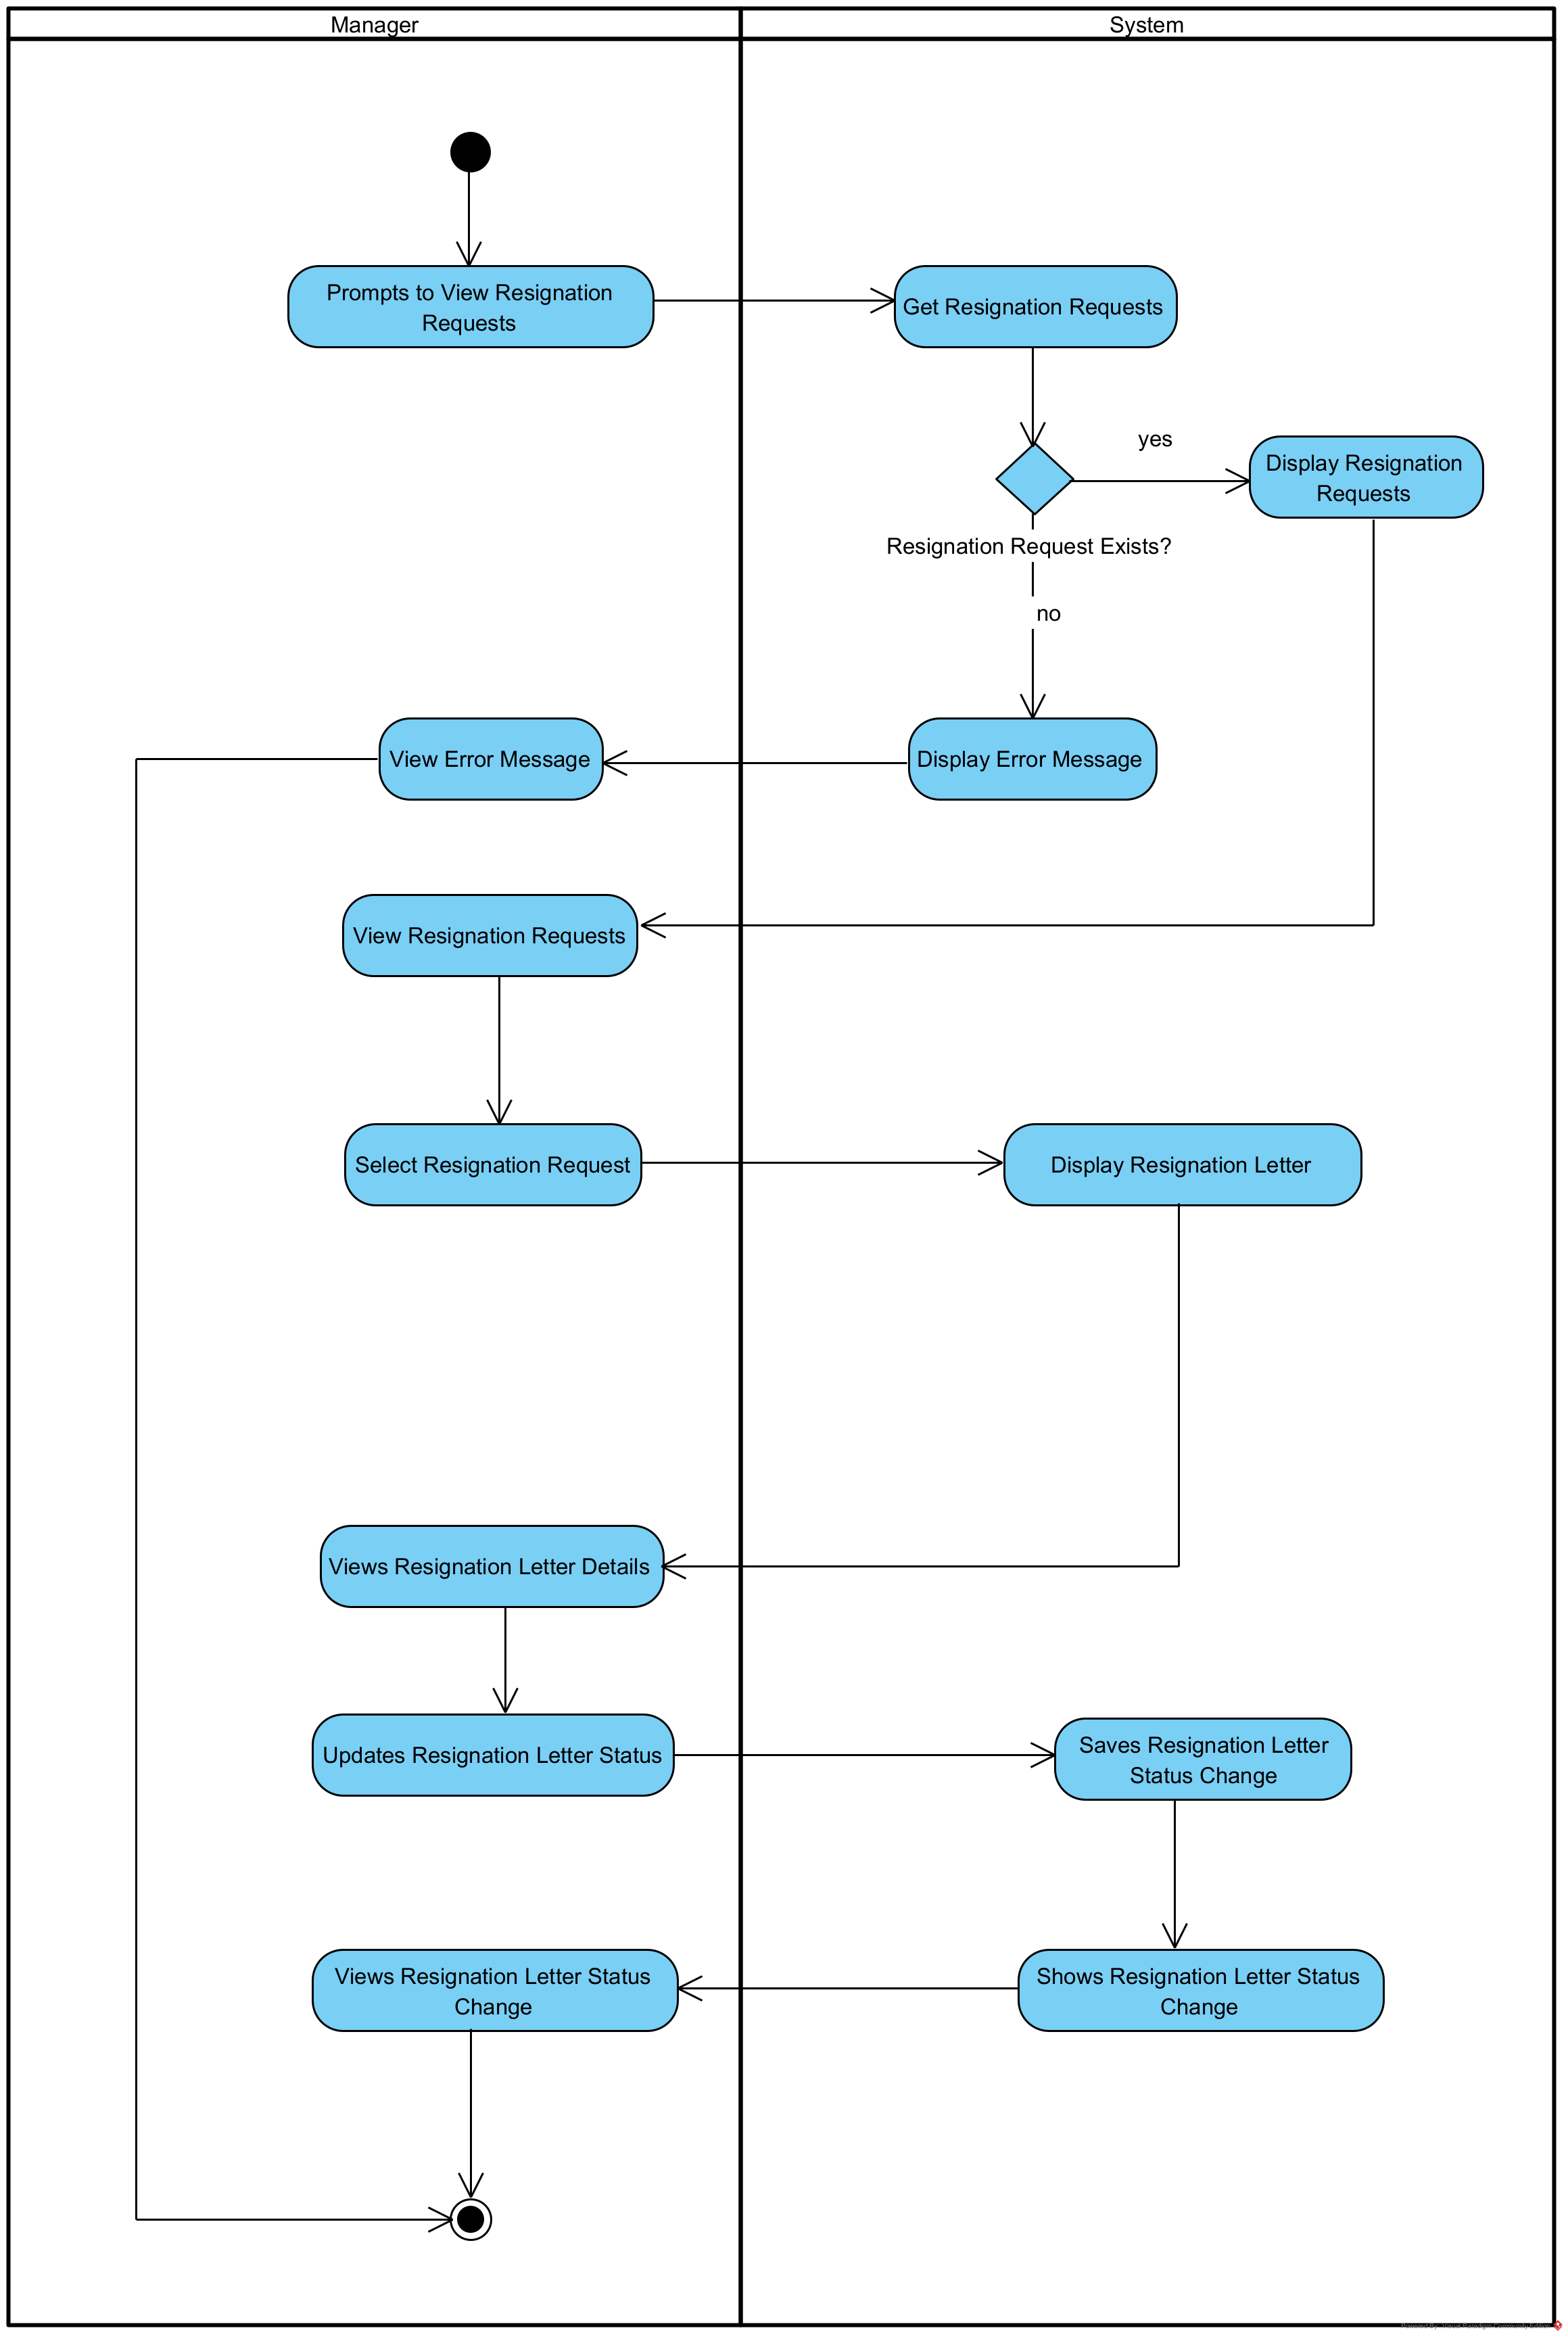 Manager
System
Prompts to View Resignation
Requests
Get Resignation Requests
yes
Display Resignation
Requests
Resignation Request Exists?
no
View Error Message
Display Error Message
View Resignation Requests
Select Resignation Request
Display Resignation Letter
Views Resignation Letter Details
Updates Resignation Letter Status
Saves Resignation Letter
Status Change
Views Resignation Letter Status
Change
Shows Resignation Letter Status
Change